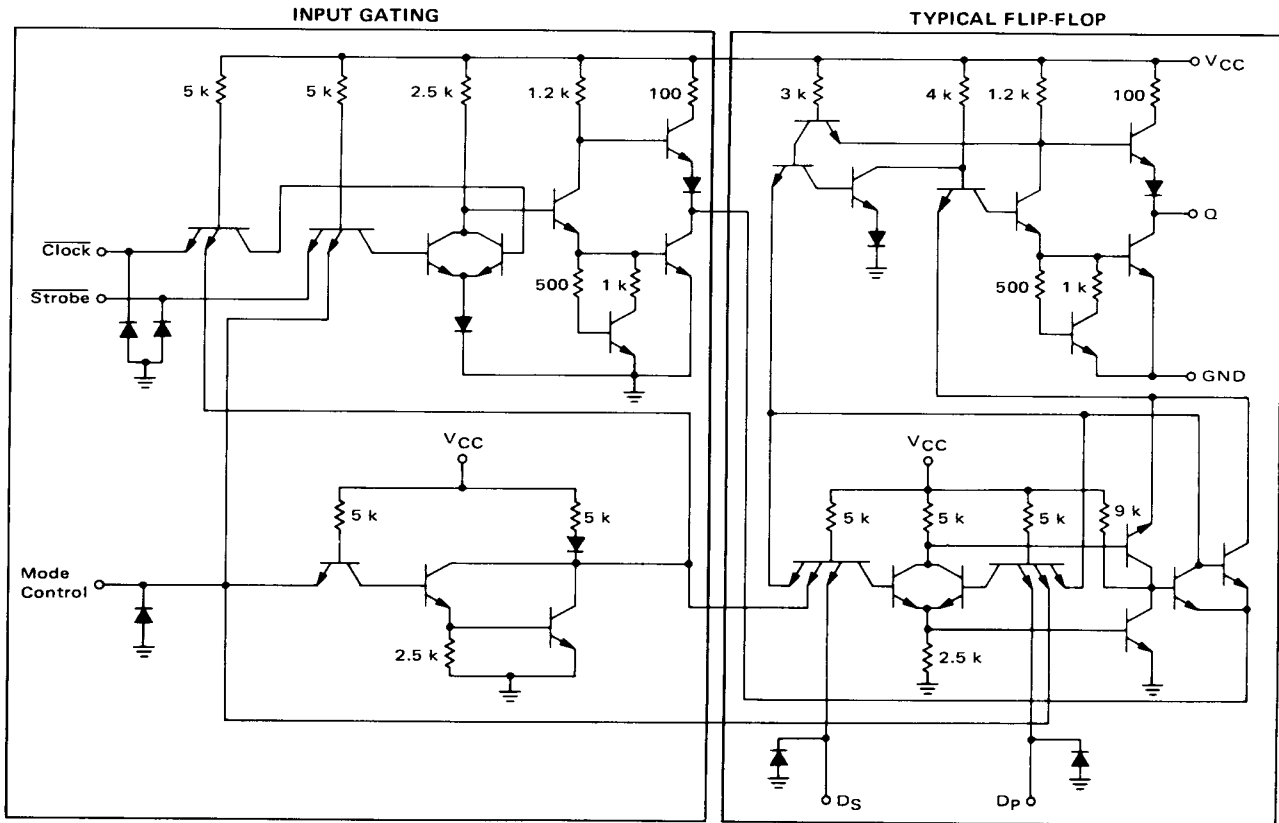 INPUT GATING
TYPICAL FLIP-FLOP
VCC
5 k
5 k
2.5 k
1.2 k
100
3 k
4 k
1.2 k
100
Q
Clock
Strobe
500
1 k
500
1 k
GND
VCC
VCC
5 k
5 k
5 k
5 k
5 k
9 k
Mode
Control
2.5 k
2.5 k
DS
DP